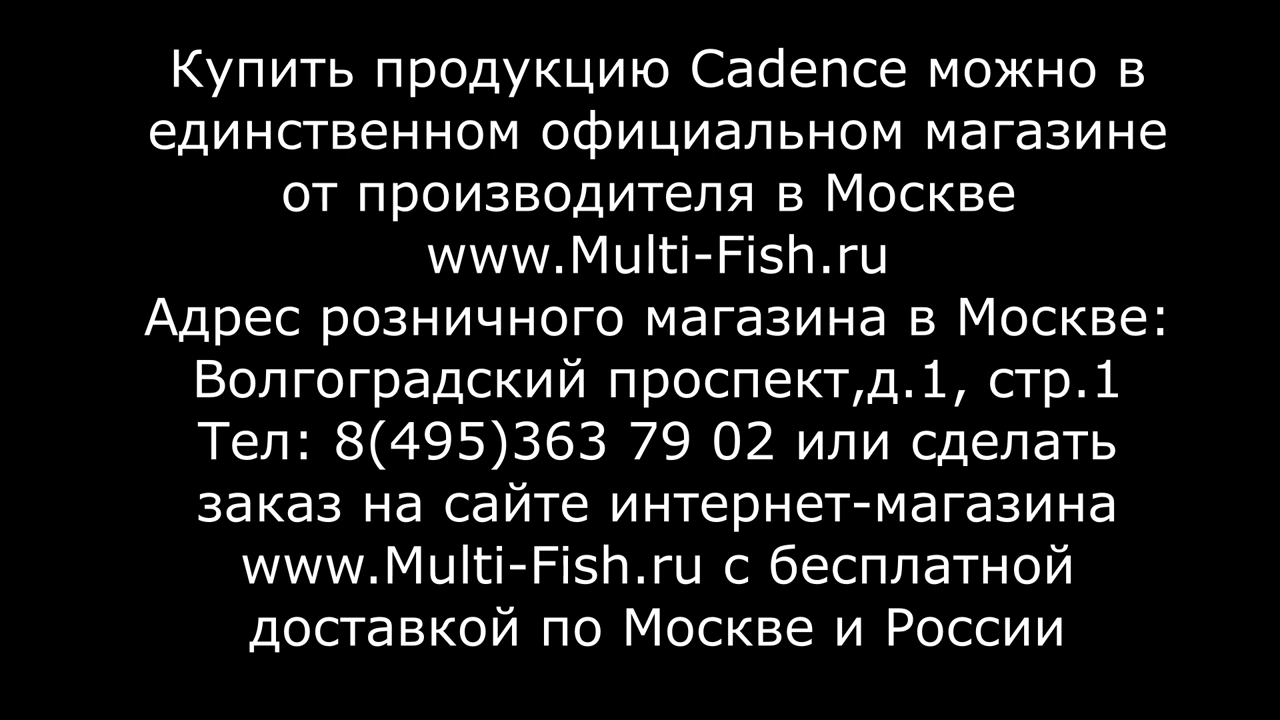 Купить продукцию Cadence можно в
единственном официальном магазине
от производителя в Москве
www.Multi-Fish.ru
Адрес розничного магазина в Москве:
Волгоградский проспект,д.1, стр.1
Тел: 8(495)363 79 02 или сделать
заказ на сайте интернет-магазина
www.Multi-Fish.ru с бесплатной
доставкой по Москве и России